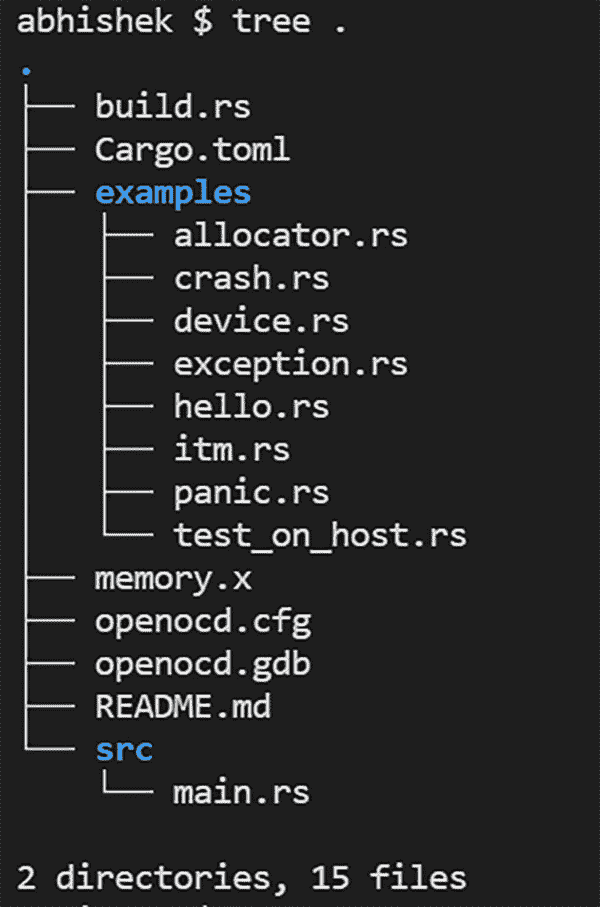 abhishek $ tree .
.
├── build.rs
├── Cargo.toml
├── examples
│   ├── allocator.rs
│   ├── crash.rs
│   ├── device.rs
│   ├── exception.rs
│   ├── hello.rs
│   ├── itm.rs
│   ├── panic.rs
│   └── test_on_host.rs
├── memory.x
├── openocd.cfg
├── openocd.gdb
├── README.md
└── src
    └── main.rs
2 directories, 15 files